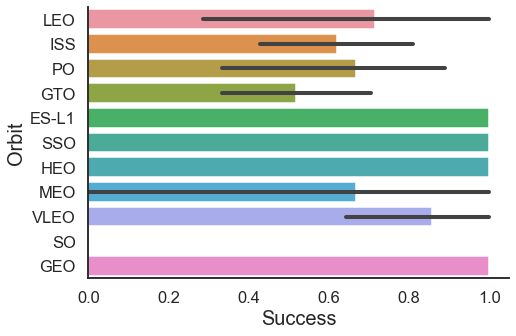 LEO
ISS
PO
GTO
ES-L1
SSO
HEO
MEO
VLEO
SO
GEO
Orbit
0.0 0.2 0.4 0.6 0.8 1.0
Success